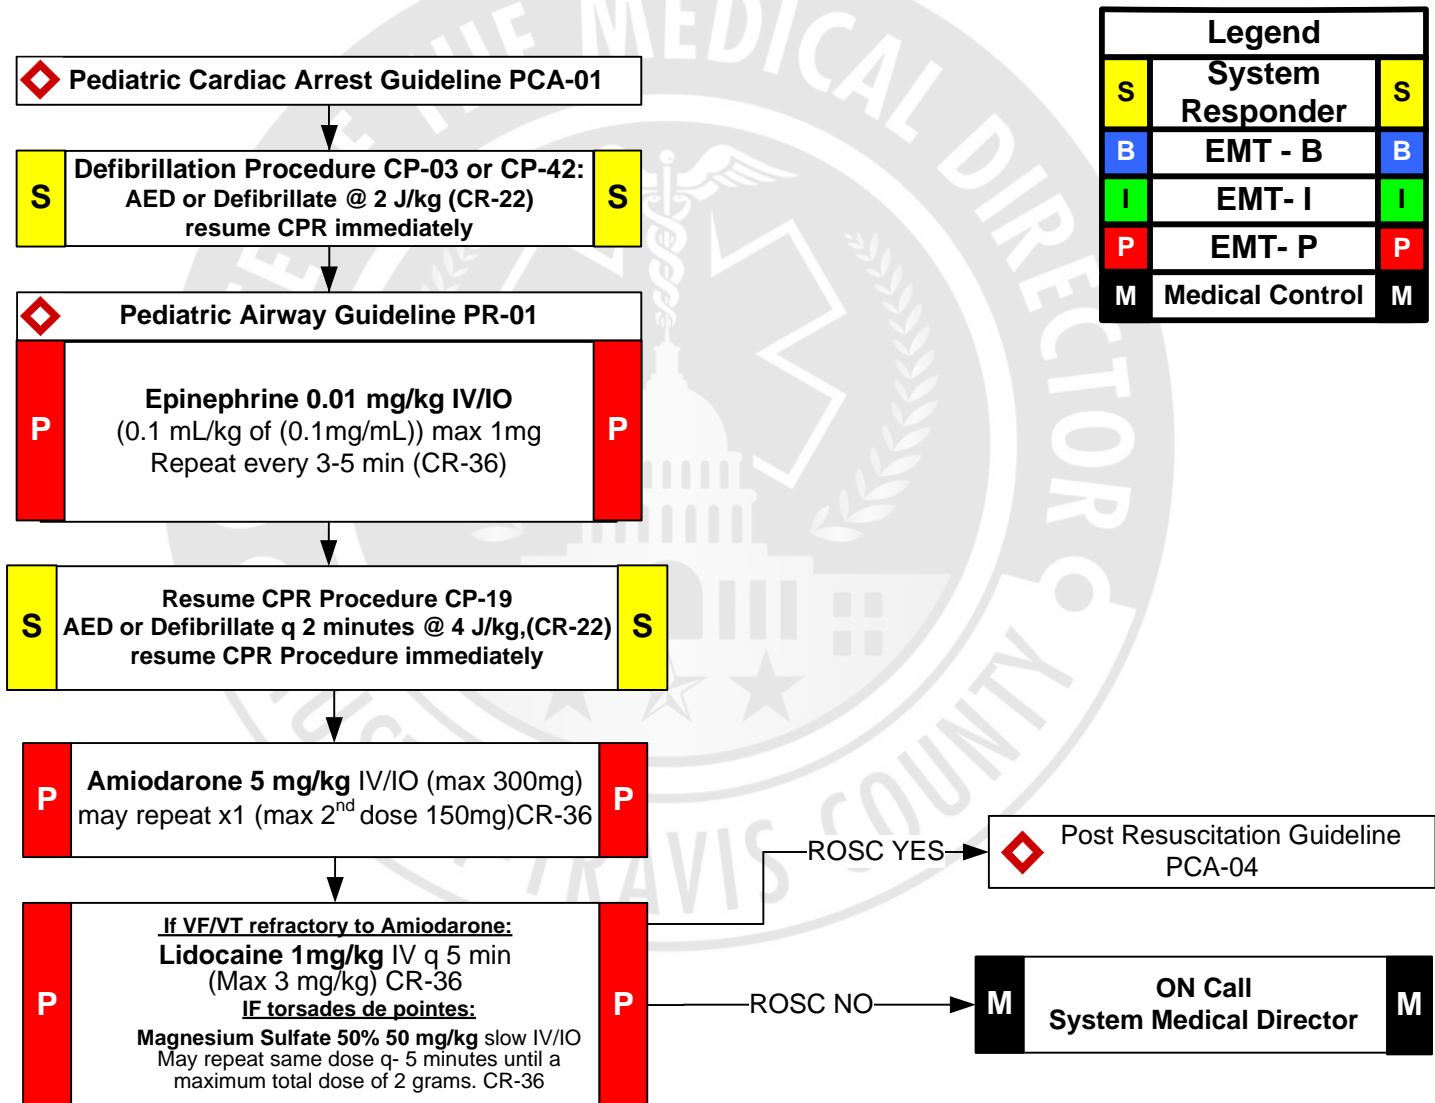 Pediatric Cardiac Arrest Guideline PCA-01
S
Defibrillation Procedure CP-03 or CP-42:
AED or Defibrillate @ 2 J/kg (CR-22)
resume CPR immediately
S
Pediatric Airway Guideline PR-01
P
Epinephrine 0.01 mg/kg IV/IO
(0.1 mL/kg of (0.1mg/mL)) max 1mg
Repeat every 3-5 min (CR-36)
P
S
Resume CPR Procedure CP-19
AED or Defibrillate q 2 minutes @ 4 J/kg,(CR-22)
resume CPR Procedure immediately
S
P
Amiodarone 5 mg/kg IV/IO (max 300mg)
may repeat x1 (max 2nd dose 150mg)CR-36
P
P
If VF/VT refractory to Amiodarone:
Lidocaine 1mg/kg IV q 5 min
(Max 3 mg/kg) CR-36
IF torsades de pointes:
Magnesium Sulfate 50% 50 mg/kg slow IV/IO
May repeat same dose q- 5 minutes until a
maximum total dose of 2 grams. CR-36
P
ROSC YES
Post Resuscitation Guideline
PCA-04
ROSC NO
M
ON Call
System Medical Director
M
Legend
S
System
Responder
S
B
EMT - B
B
I
EMT- I
I
P
EMT- P
P
M
Medical Control
M
THE MEDICAL DIRECTOR
TRAVIS COUNTY